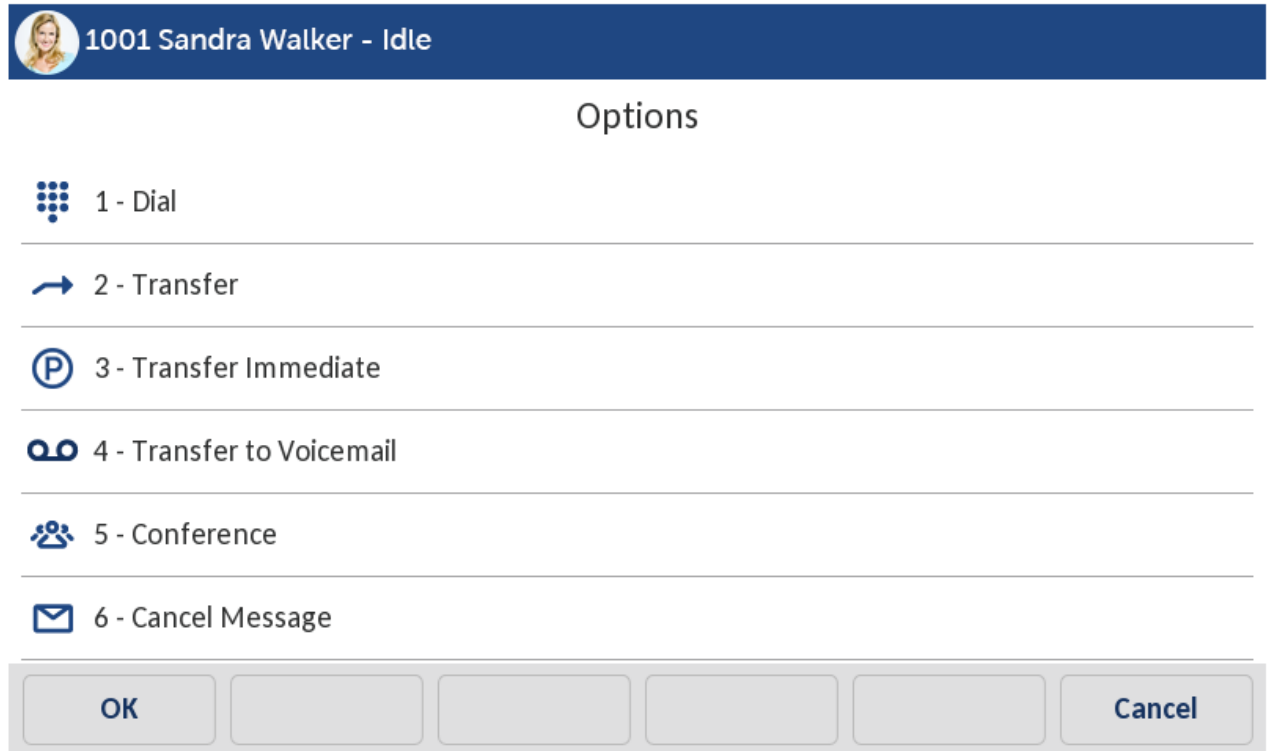 1001 Sandra Walker - Idle
Options
1 - Dial
2 - Transfer
P
3 - Transfer Immediate
4 - Transfer to Voicemail
5 - Conference
6 - Cancel Message
OK
Cancel